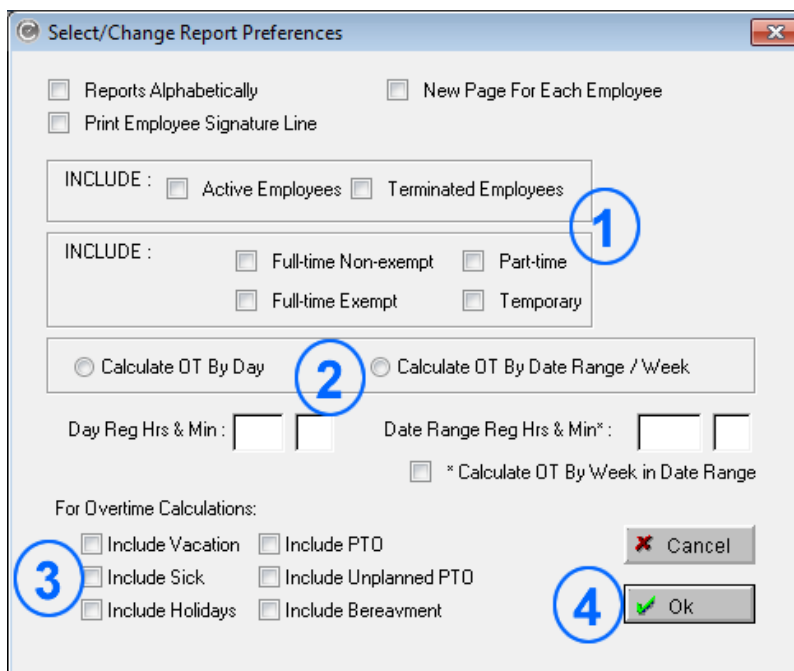 Select/Change Report Preferences
Reports Alphabetically New Page For Each Employee
Print Employee Signature Line
INCLUDE : Active Employees Terminated Employees
1
INCLUDE : Full-time Non-exempt Part-time
Full-time Exempt Temporary
Calculate OT By Day 2 Calculate OT By Date Range / Week
Day Reg Hrs & Min : Date Range Reg Hrs & Min* :
* Calculate OT By Week in Date Range
For Overtime Calculations:
Include Vacation Include PTO Cancel
3 Include Sick Include Unplanned PTO
Include Holidays Include Bereavment 4 Ok